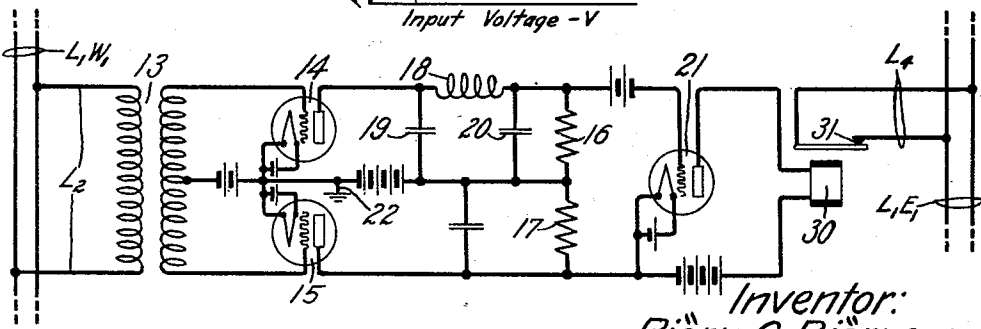 Input Voltage - V
L₁W₁
13
14
18
21
L₄
19
20
16
31
L₂
22
17
30
L₁E₁
15
Inventor: